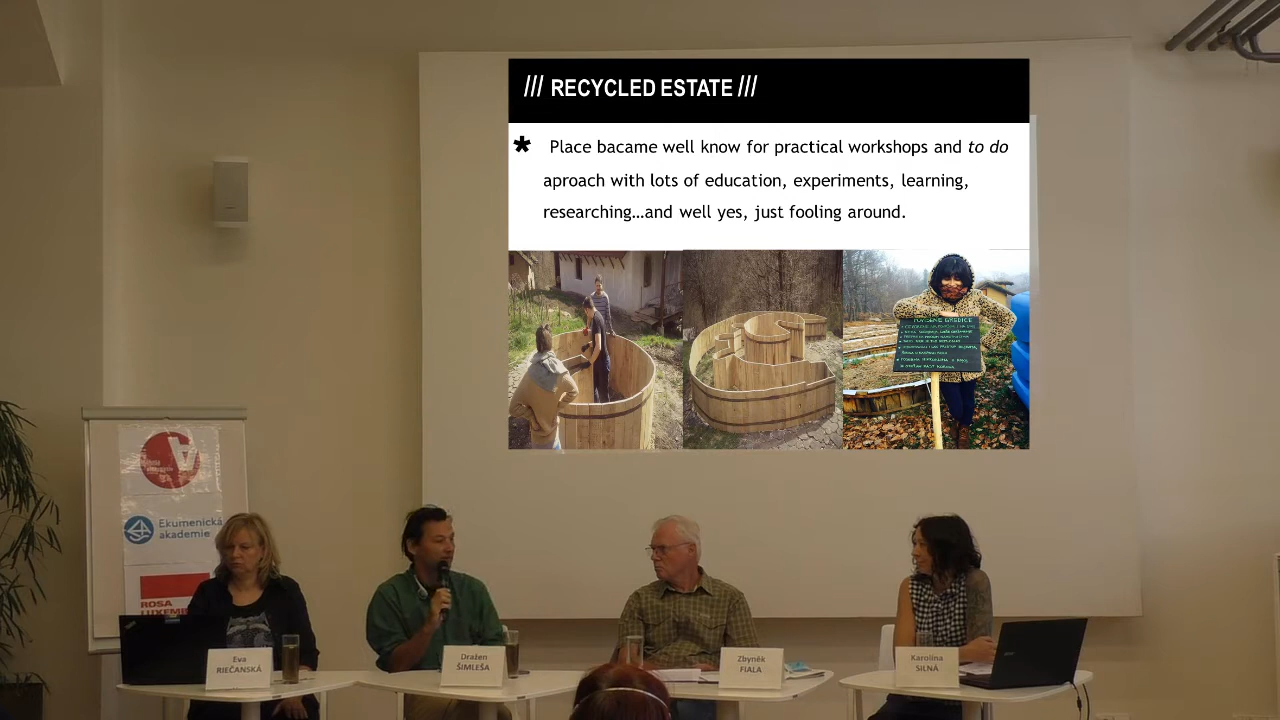 /// RECYCLED ESTATE ///
* Place bacame well know for practical workshops and to do
aproach with lots of education, experiments, learning,
researching...and well yes, just fooling around.
Ekumenická
akademie
ROSA
Eva
RIEČANSKÁ
Dražen
ŠIMLEŠA
Zbyněk
FIALA
Karolína
SILNÁ